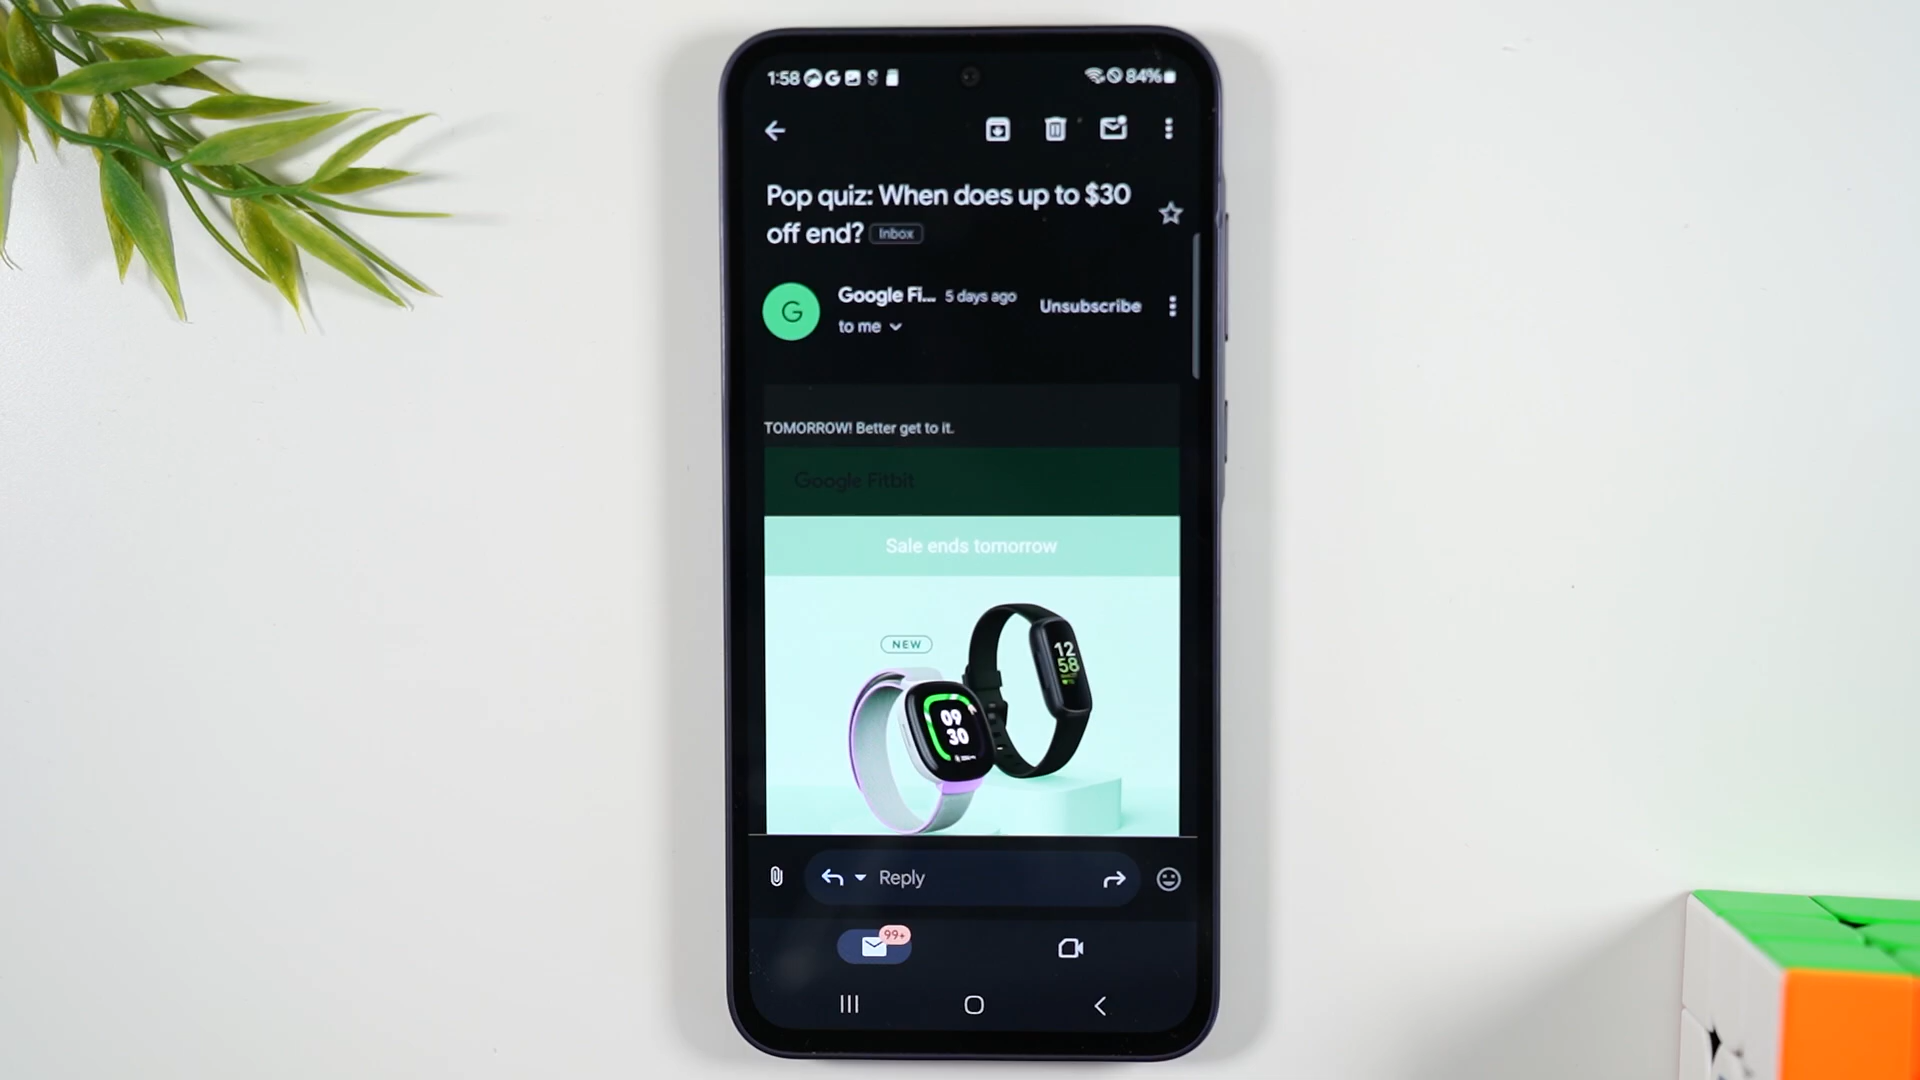 1:58
84%
Pop quiz: When does up to $30
off end? Inbox
G
Google Fi... 5 days ago
Unsubscribe
to me
TOMORROW! Better get to it.
Google Fitbit
Sale ends tomorrow
NEW
12
58
09
30
Reply
99+